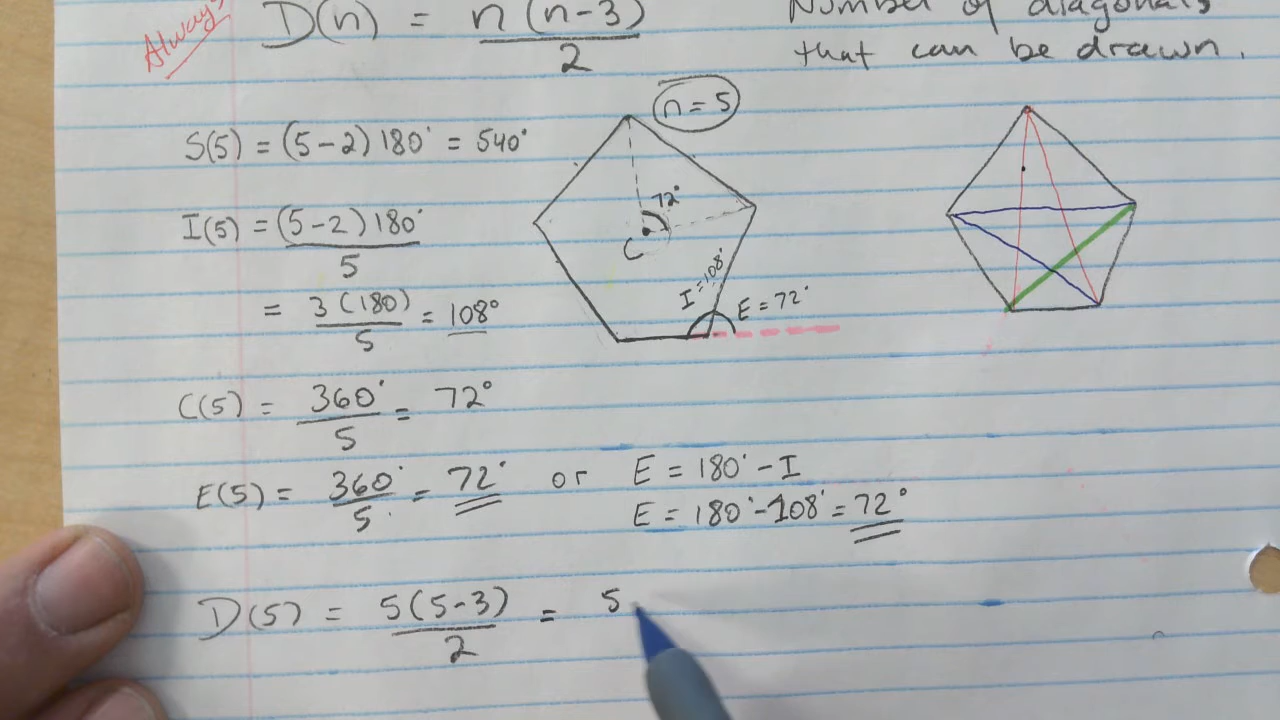 Always
D(n) = n(n-3)/2
Number of diagonals
that can be drawn.
n = 5
S(5) = (5-2)180° = 540°
I(5) = (5-2)180°/5
= 3(180)/5 = 108°
72°
C
I=108°
E = 72°
C(5) = 360°/5 = 72°
E(5) = 360°/5 = 72° or E = 180° - I
E = 180° - 108° = 72°
D(5) = 5(5-3)/2 = 5